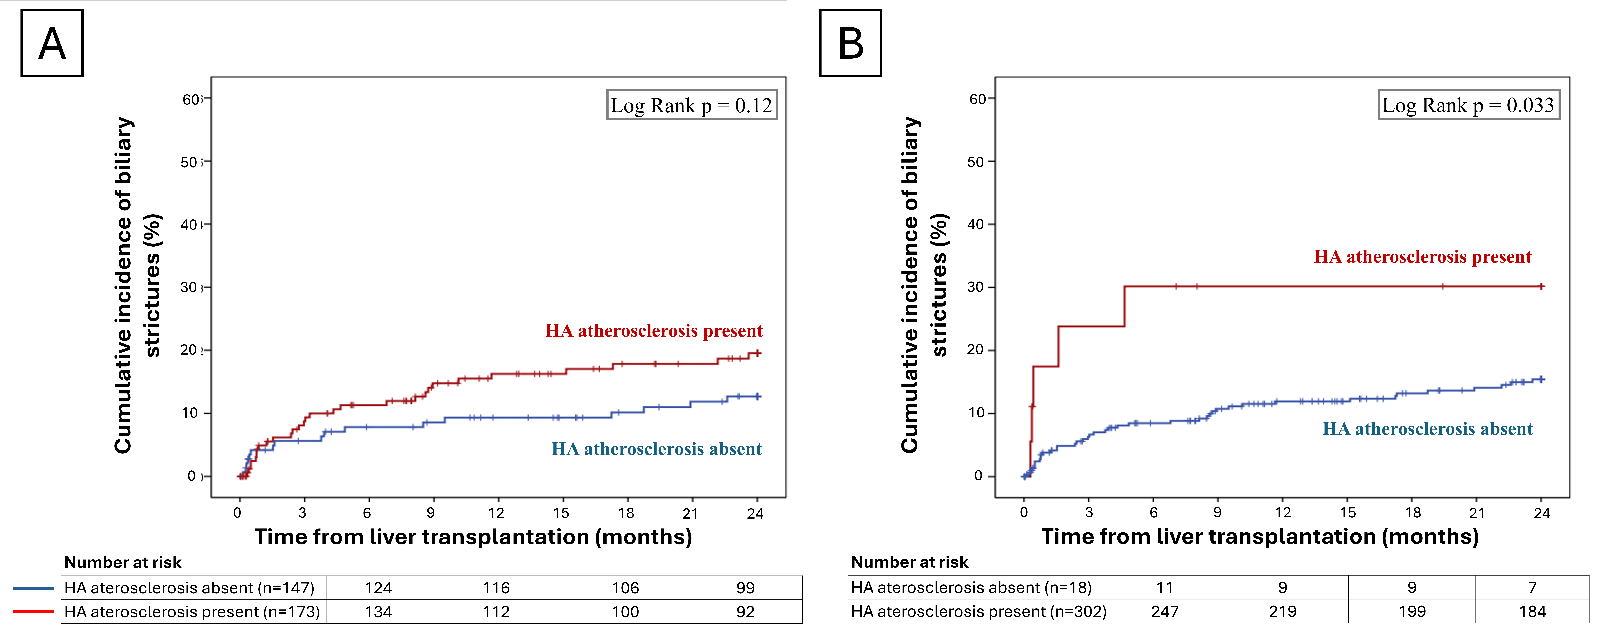 A
Log Rank p = 0.12
Cumulative incidence of biliary
strictures (%)
60
50
40
30
20
10
0
HA atherosclerosis present
HA atherosclerosis absent
0 3 6 9 12 15 18 21 24
Time from liver transplantation (months)
Number at risk
HA aterosclerosis absent (n=147) 124 116 106 99
HA aterosclerosis present (n=173) 134 112 100 92
B
Log Rank p = 0.033
Cumulative incidence of biliary
strictures (%)
60
50
40
30
20
10
0
HA atherosclerosis present
HA atherosclerosis absent
0 3 6 9 12 15 18 21 24
Time from liver transplantation (months)
Number at risk
HA aterosclerosis absent (n=18) 11 9 9 7
HA aterosclerosis present (n=302) 247 219 199 184